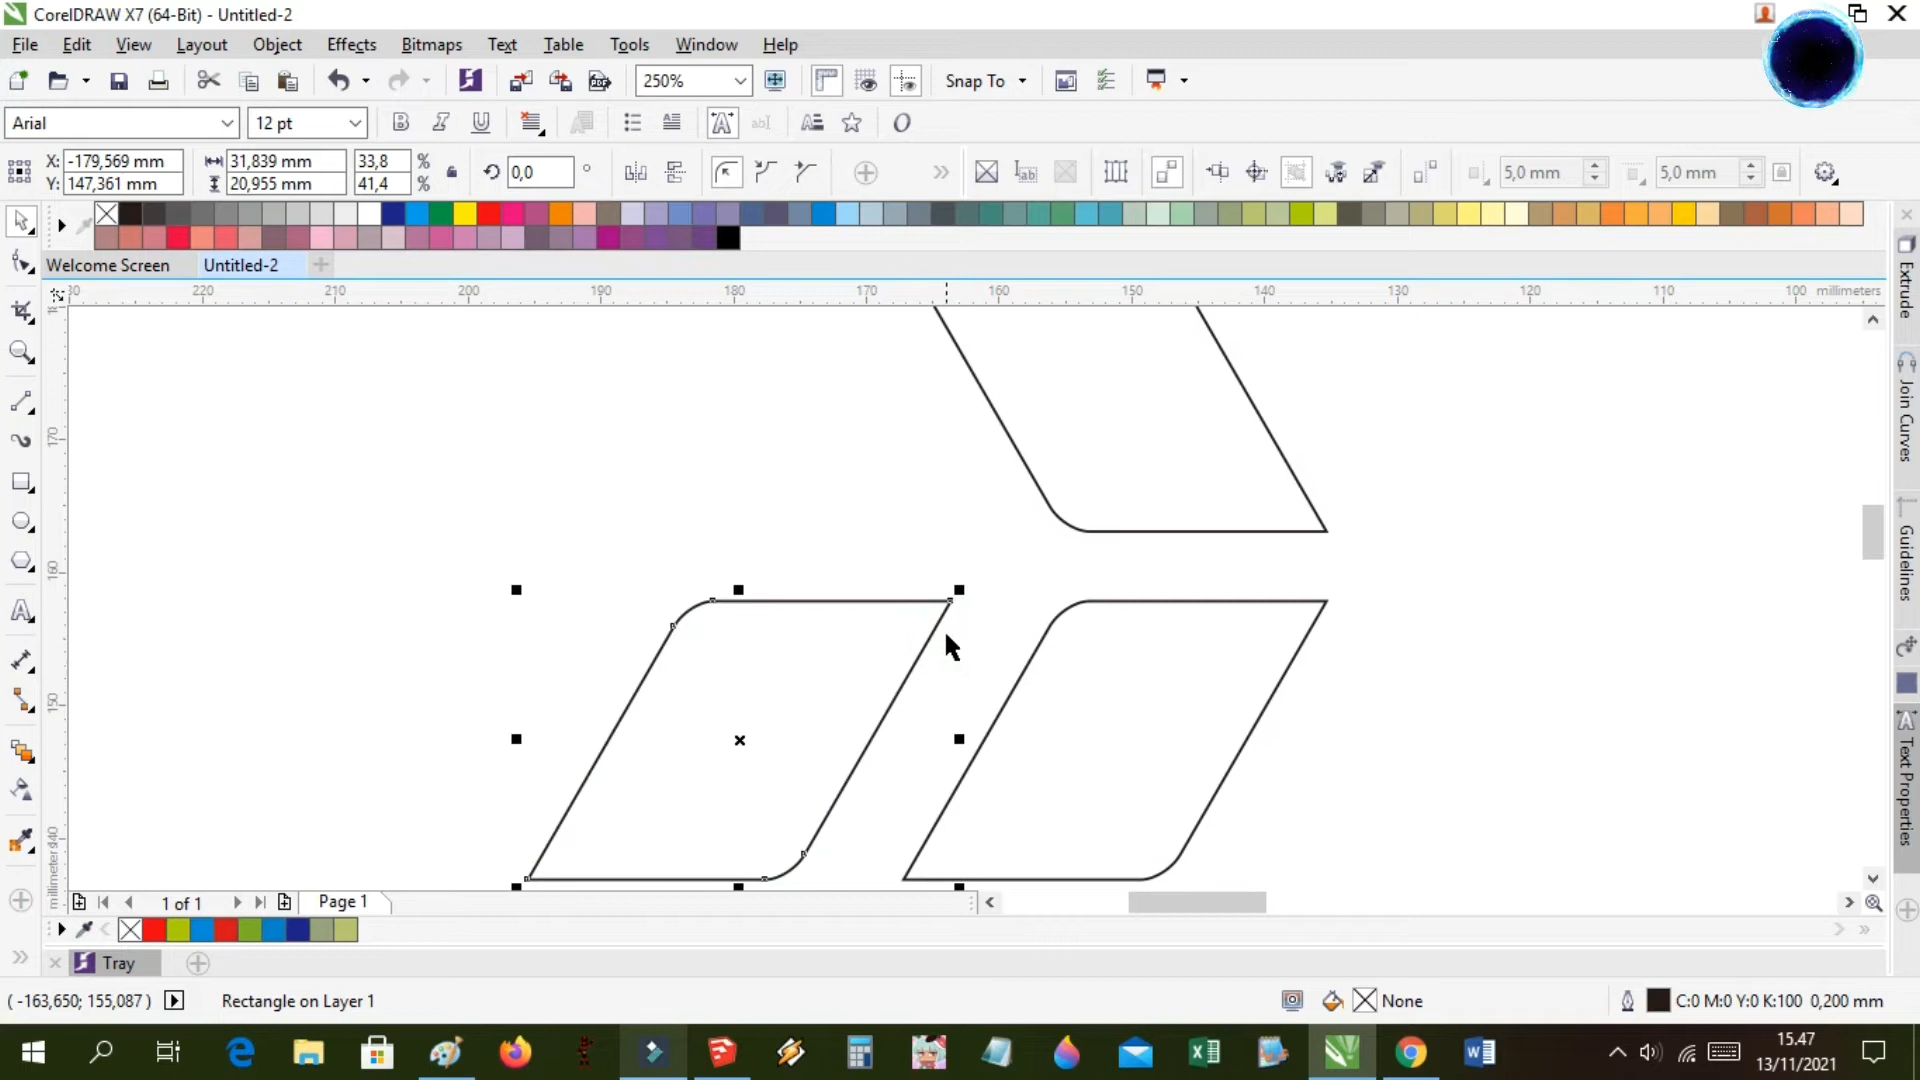 CorelDRAW X7 (64-Bit) - Untitled-2
File Edit View Layout Object Effects Bitmaps Text Table Tools Window Help
250% Snap To
Arial 12 pt
X: -179,569 mm 31,839 mm 33,8 % 0,0 ° 5,0 mm 5,0 mm
Y: 147,361 mm 20,955 mm 41,4 %
Welcome Screen Untitled-2
220 210 200 190 180 170 160 150 140 130 120 110 100 millimeters
170
160
150
140
millimeters
Extrude
Join Curves
Guidelines
Text Properties
1 of 1 Page 1
Tray
( -163,650; 155,087 ) Rectangle on Layer 1 None C:0 M:0 Y:0 K:100 0,200 mm
15.47
13/11/2021